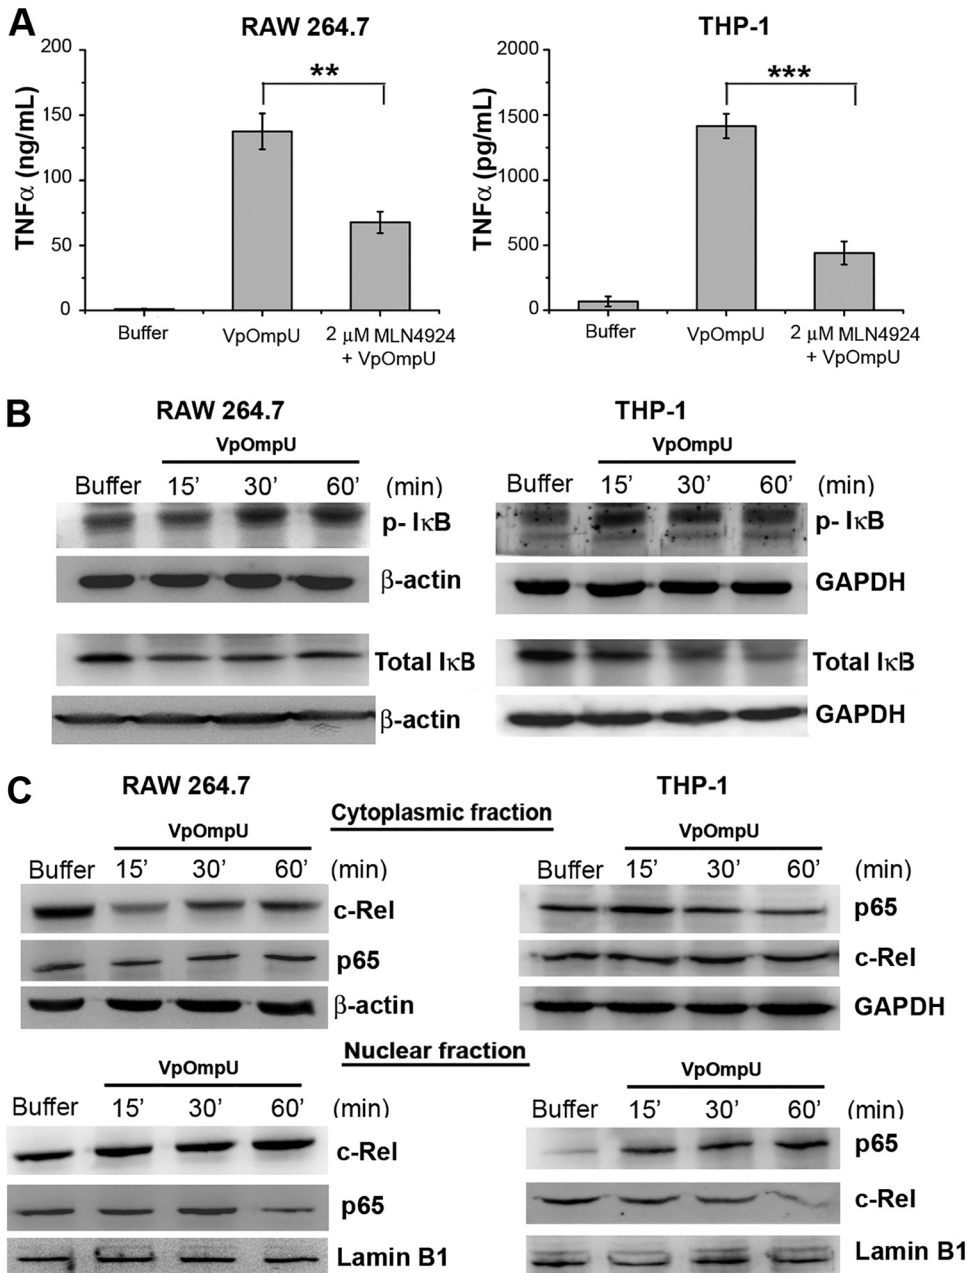 A
RAW 264.7
THP-1
TNFα (ng/mL)
200
150
100
50
0
**
Buffer
VpOmpU
2 μM MLN4924
+ VpOmpU
TNFα (pg/mL)
2000
1500
1000
500
0
***
Buffer
VpOmpU
2 μM MLN4924
+ VpOmpU
B
RAW 264.7
VpOmpU
Buffer 15’ 30’ 60’ (min)
p- IκB
β-actin
Total IκB
β-actin
THP-1
VpOmpU
Buffer 15’ 30’ 60’ (min)
p- IκB
GAPDH
Total IκB
GAPDH
C
RAW 264.7
THP-1
Cytoplasmic fraction
VpOmpU
Buffer 15’ 30’ 60’ (min)
c-Rel
p65
β-actin
VpOmpU
Buffer 15’ 30’ 60’ (min)
p65
c-Rel
GAPDH
Nuclear fraction
VpOmpU
Buffer 15’ 30’ 60’ (min)
c-Rel
p65
Lamin B1
VpOmpU
Buffer 15’ 30’ 60’ (min)
p65
c-Rel
Lamin B1